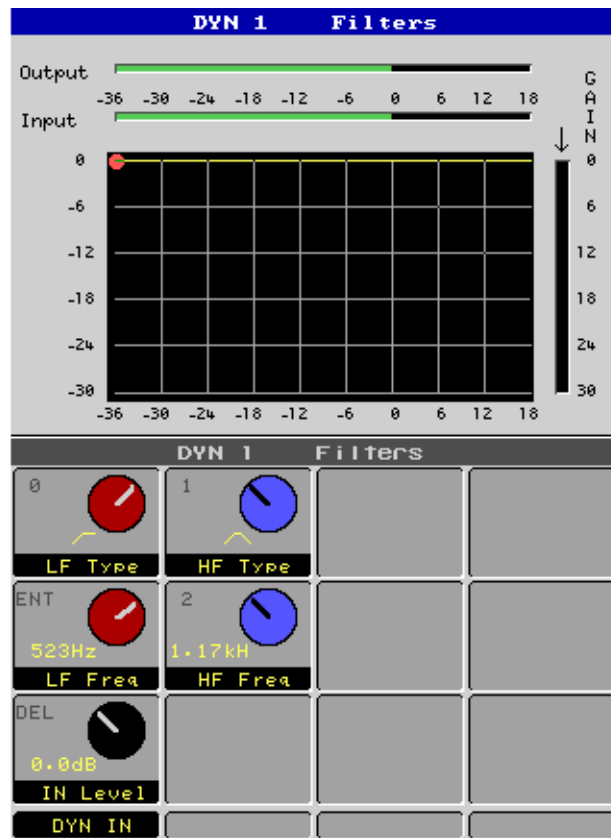 DYN 1 Filters
Output
-36 -30 -24 -18 -12 -6 0 6 12 18
Input
GAIN
0 0
-6 6
-12 12
-18 18
-24 24
-30 30
-36 -30 -24 -18 -12 -6 0 6 12 18
DYN 1 Filters
0 1
LF Type HF Type
ENT 2
523Hz 1.17kH
LF Freq HF Freq
DEL
0.0dB
IN Level
DYN IN